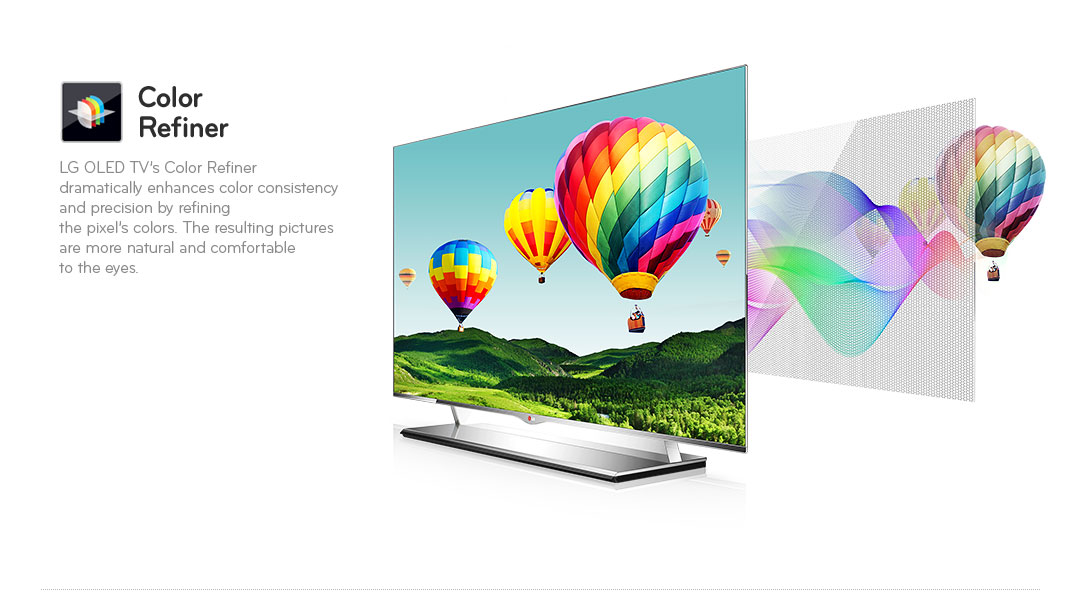 Color
Refiner
LG OLED TV's Color Refiner
dramatically enhances color consistency
and precision by refining
the pixel's colors. The resulting pictures
are more natural and comfortable
to the eyes.